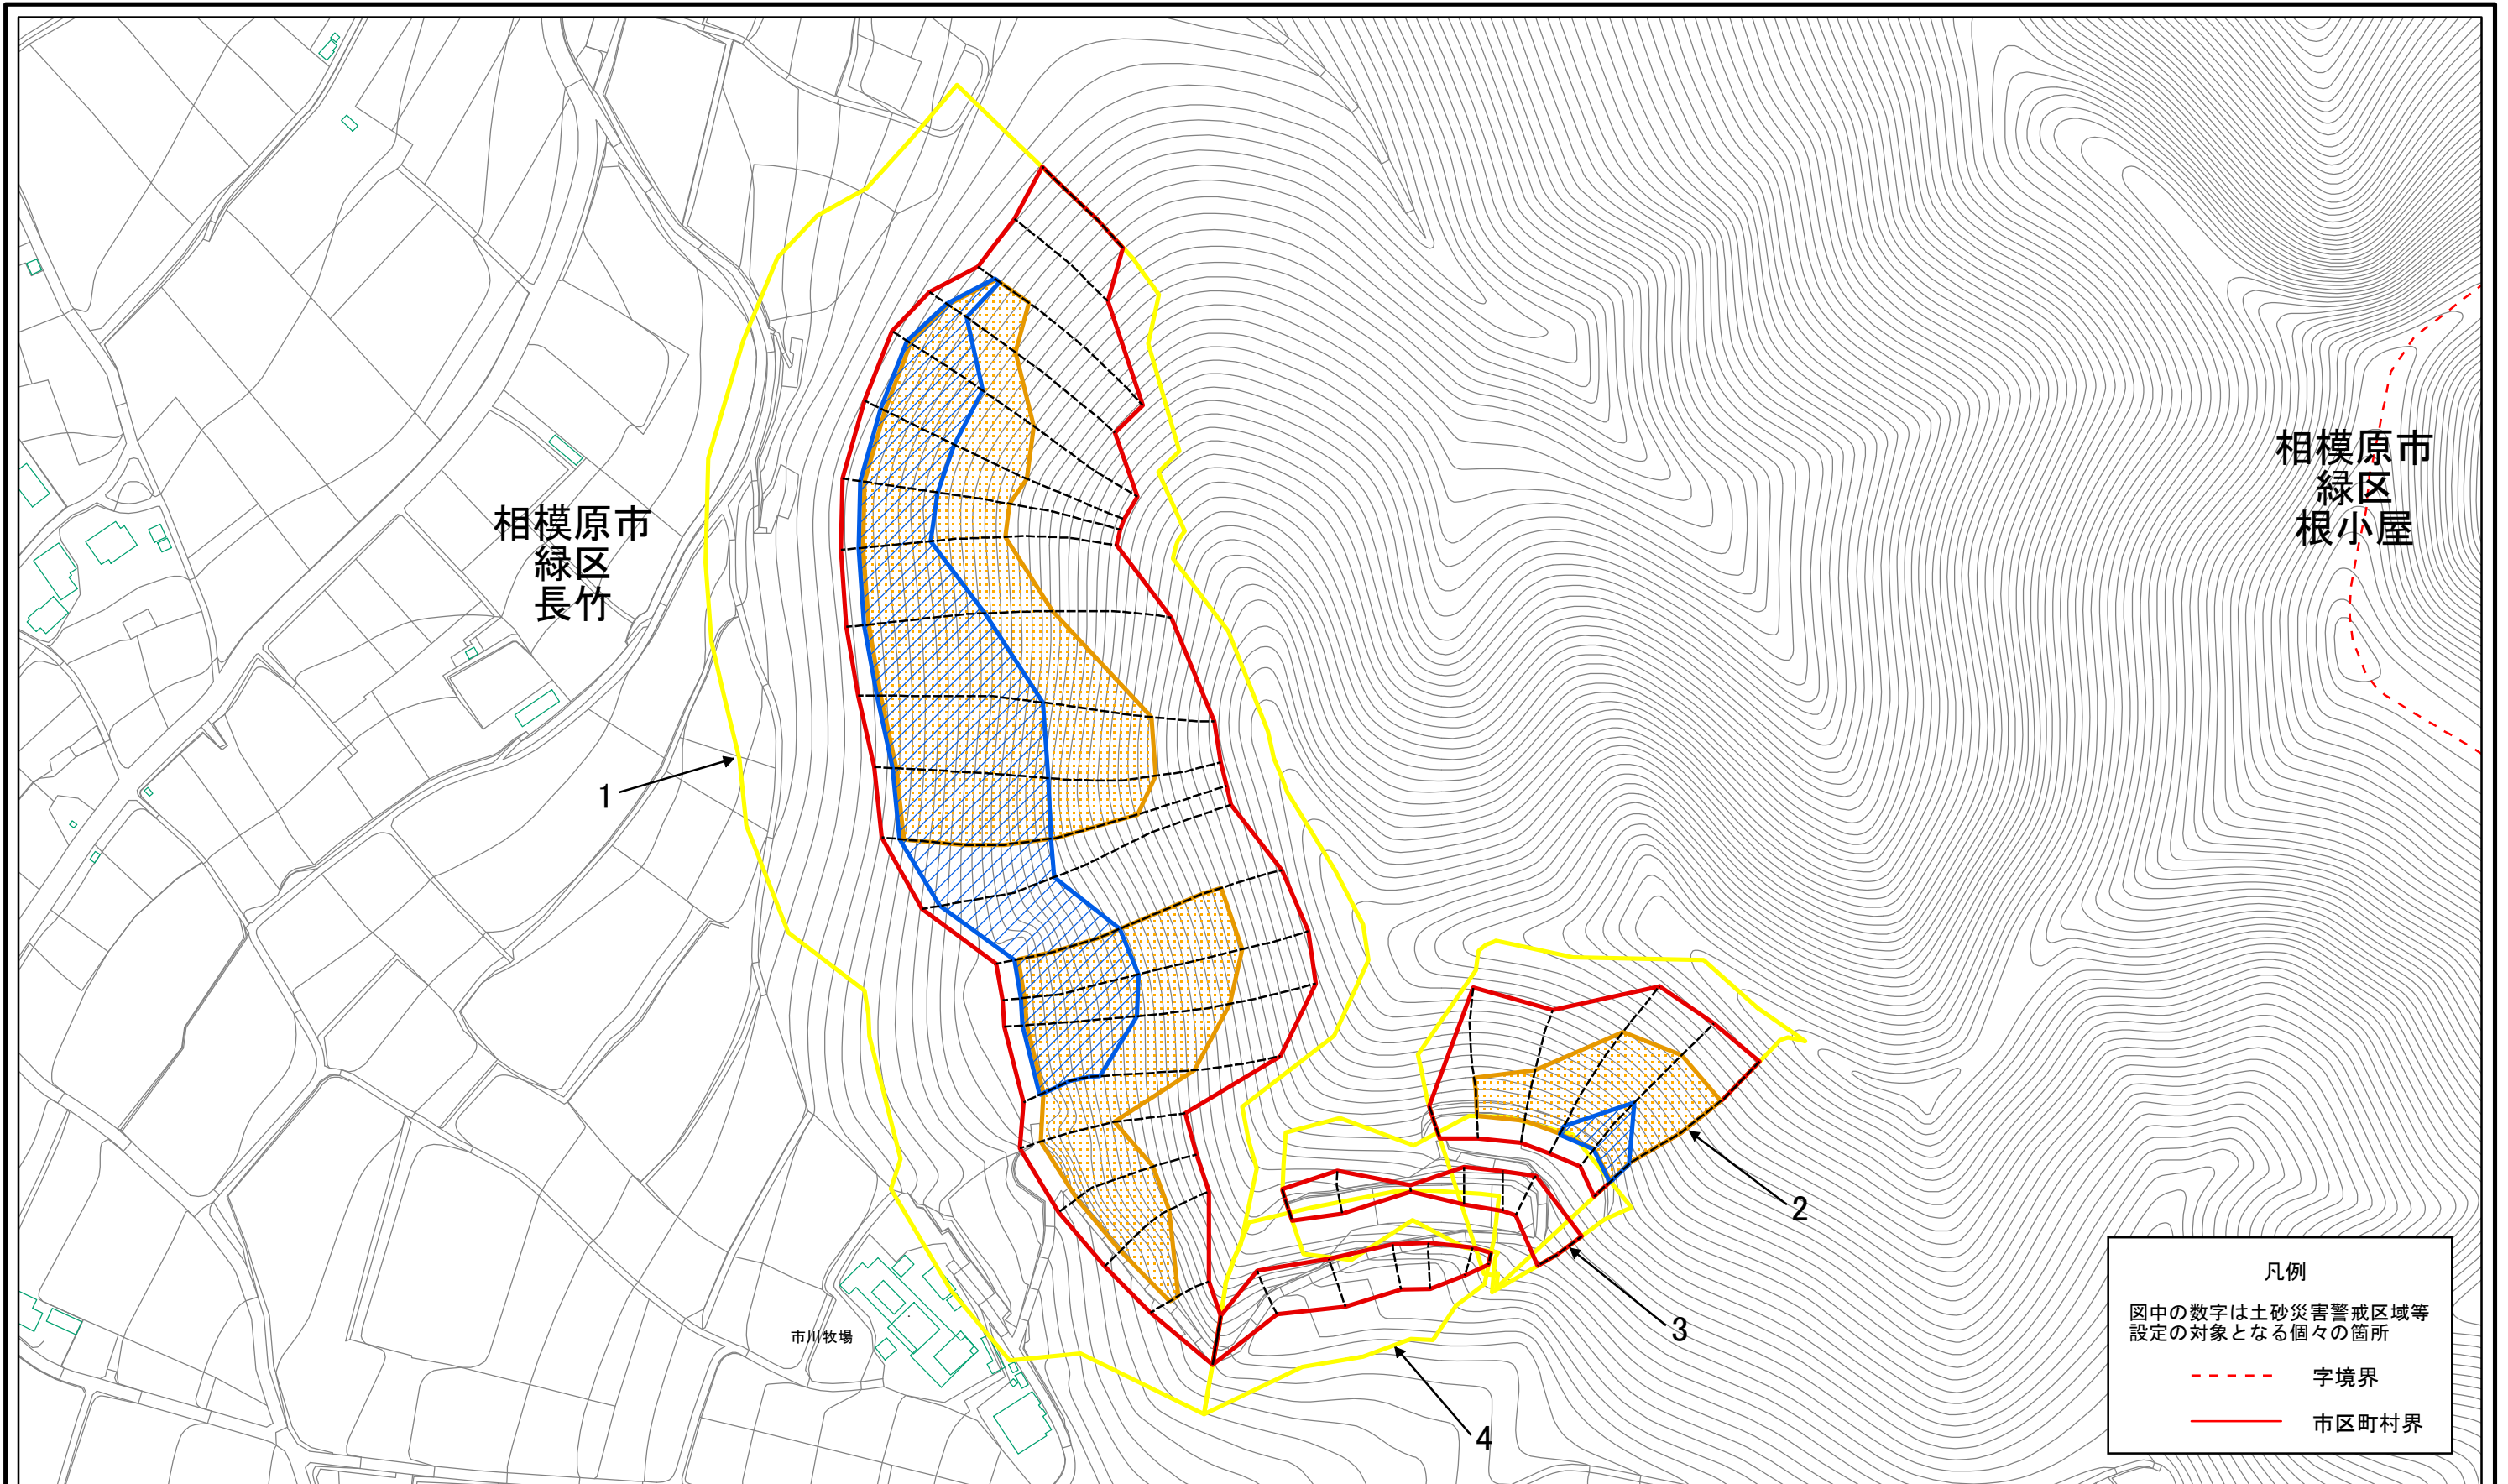 相模原市
緑区
根小屋
相模原市
緑区
長竹
1
2
3
4
市川牧場
凡例
図中の数字は土砂災害警戒区域等
設定の対象となる個々の箇所
字境界
市区町村界